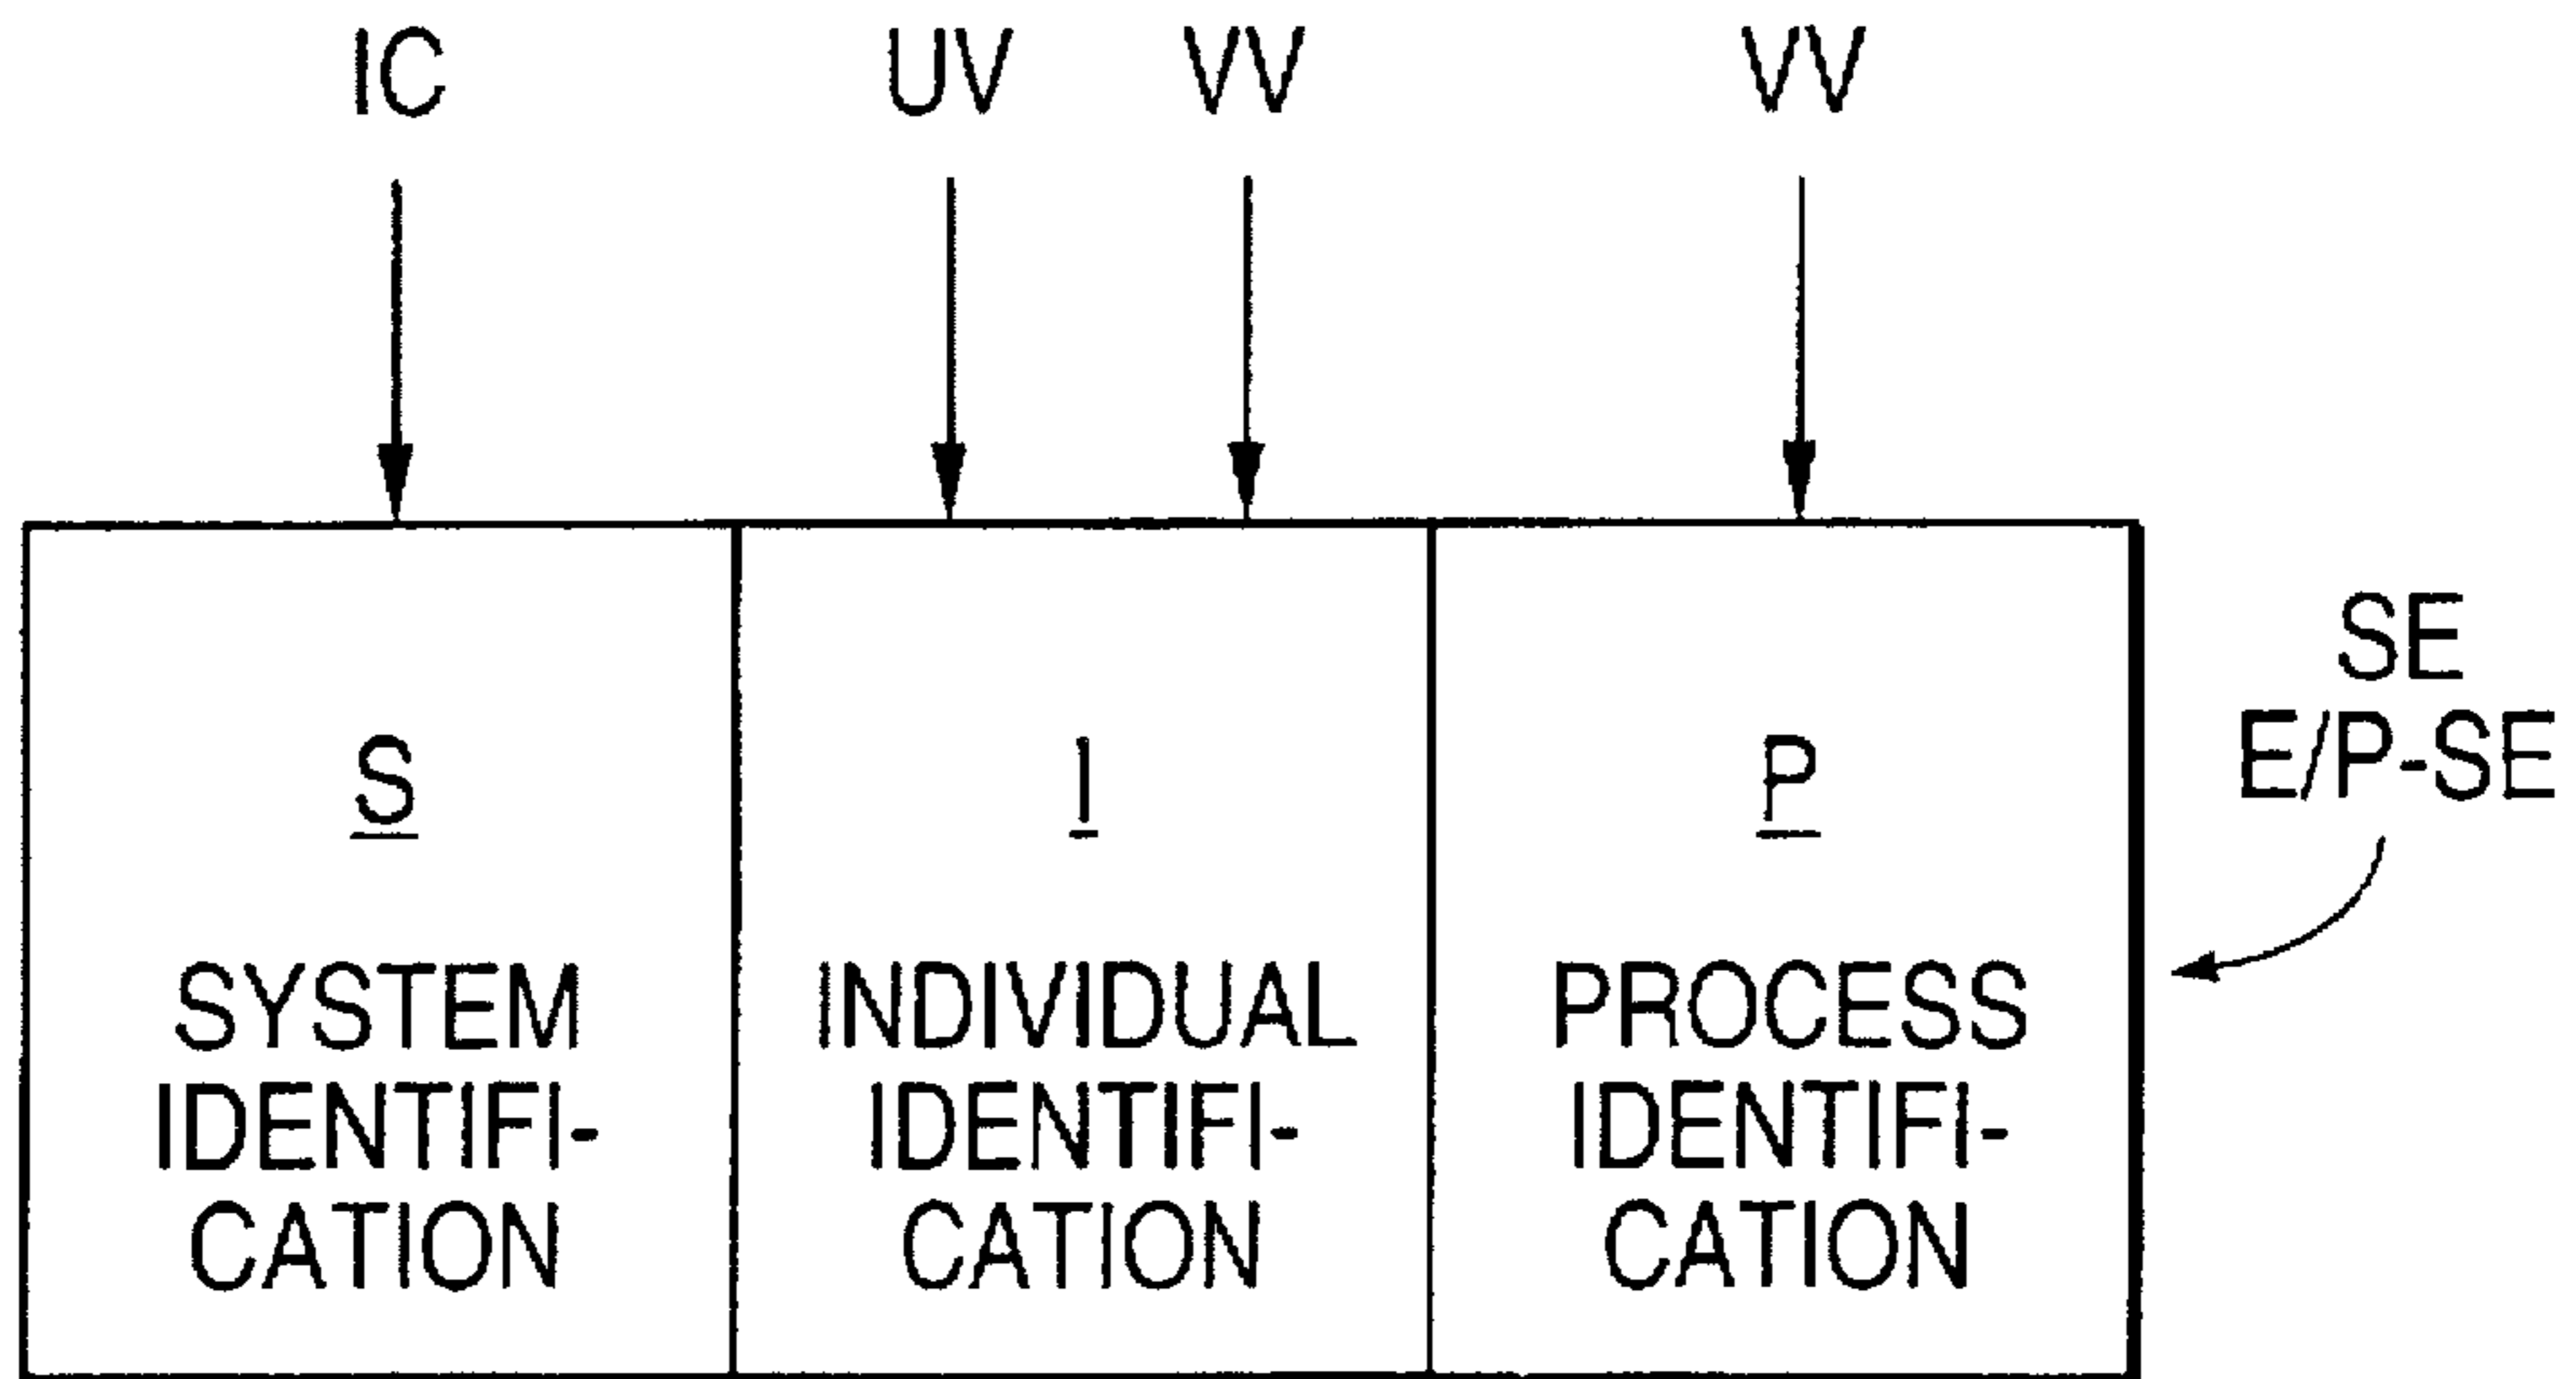 IC UV VV VV
SE
E/P-SE
S
SYSTEM
IDENTIFI-
CATION
I
INDIVIDUAL
IDENTIFI-
CATION
P
PROCESS
IDENTIFI-
CATION